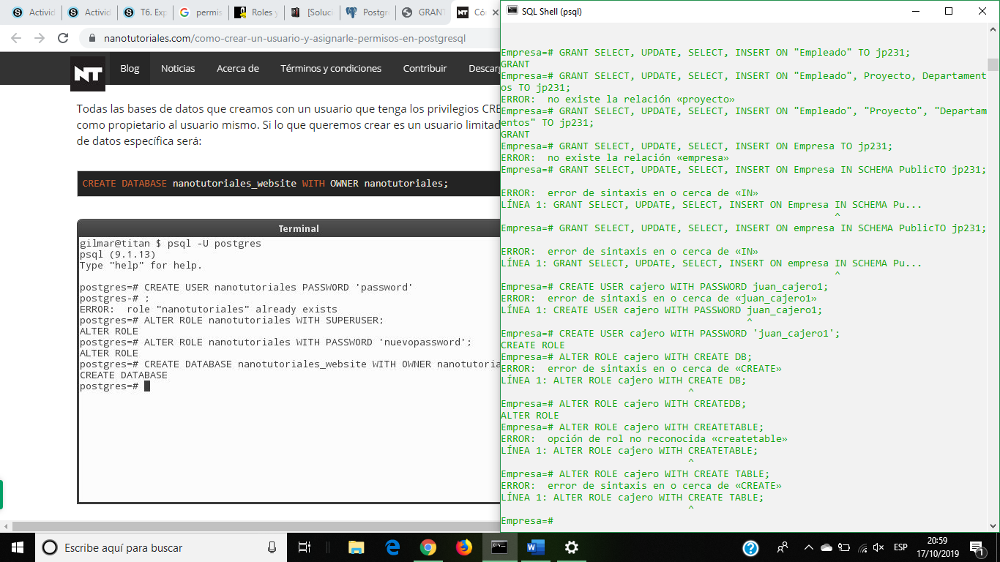 Activid
Activid
T6. Exp
permis
Roles y
[Soluci
Postgr
GRANT
Có
nanotutoriales.com/como-crear-un-usuario-y-asignarle-permisos-en-postgresql
NT
Blog
Noticias
Acerca de
Términos y condiciones
Contribuir
Descarg
Todas las bases de datos que creamos con un usuario que tenga los privilegios CRE
como propietario al usuario mismo. Si lo que queremos crear es un usuario limitad
de datos específica será:
CREATE DATABASE nanotutoriales_website WITH OWNER nanotutoriales;
Terminal
gilmar@titan $ psql -U postgres
psql (9.1.13)
Type "help" for help.
postgres=# CREATE USER nanotutoriales PASSWORD 'password'
postgres-# ;
ERROR:  role "nanotutoriales" already exists
postgres=# ALTER ROLE nanotutoriales WITH SUPERUSER;
ALTER ROLE
postgres=# ALTER ROLE nanotutoriales WITH PASSWORD 'nuevopassword';
ALTER ROLE
postgres=# CREATE DATABASE nanotutoriales_website WITH OWNER nanotutoria
CREATE DATABASE
postgres=#
SQL Shell (psql)
Empresa=# GRANT SELECT, UPDATE, SELECT, INSERT ON "Empleado" TO jp231;
GRANT
Empresa=# GRANT SELECT, UPDATE, SELECT, INSERT ON "Empleado", Proyecto, Departament
os TO jp231;
ERROR:  no existe la relación «proyecto»
Empresa=# GRANT SELECT, UPDATE, SELECT, INSERT ON "Empleado", "Proyecto", "Departam
entos" TO jp231;
GRANT
Empresa=# GRANT SELECT, UPDATE, SELECT, INSERT ON Empresa TO jp231;
ERROR:  no existe la relación «empresa»
Empresa=# GRANT SELECT, UPDATE, SELECT, INSERT ON Empresa IN SCHEMA PublicTO jp231;
ERROR:  error de sintaxis en o cerca de «IN»
LÍNEA 1: GRANT SELECT, UPDATE, SELECT, INSERT ON Empresa IN SCHEMA Pu...
^
Empresa=# GRANT SELECT, UPDATE, SELECT, INSERT ON empresa IN SCHEMA PublicTO jp231;
ERROR:  error de sintaxis en o cerca de «IN»
LÍNEA 1: GRANT SELECT, UPDATE, SELECT, INSERT ON empresa IN SCHEMA Pu...
^
Empresa=# CREATE USER cajero WITH PASSWORD juan_cajero1;
ERROR:  error de sintaxis en o cerca de «juan_cajero1»
LÍNEA 1: CREATE USER cajero WITH PASSWORD juan_cajero1;
^
Empresa=# CREATE USER cajero WITH PASSWORD 'juan_cajero1';
CREATE ROLE
Empresa=# ALTER ROLE cajero WITH CREATE DB;
ERROR:  error de sintaxis en o cerca de «CREATE»
LÍNEA 1: ALTER ROLE cajero WITH CREATE DB;
^
Empresa=# ALTER ROLE cajero WITH CREATEDB;
ALTER ROLE
Empresa=# ALTER ROLE cajero WITH CREATETABLE;
ERROR:  opción de rol no reconocida «createtable»
LÍNEA 1: ALTER ROLE cajero WITH CREATETABLE;
^
Empresa=# ALTER ROLE cajero WITH CREATE TABLE;
ERROR:  error de sintaxis en o cerca de «CREATE»
LÍNEA 1: ALTER ROLE cajero WITH CREATE TABLE;
^
Empresa=#
Escribe aquí para buscar
ESP
20:59
17/10/2019
1